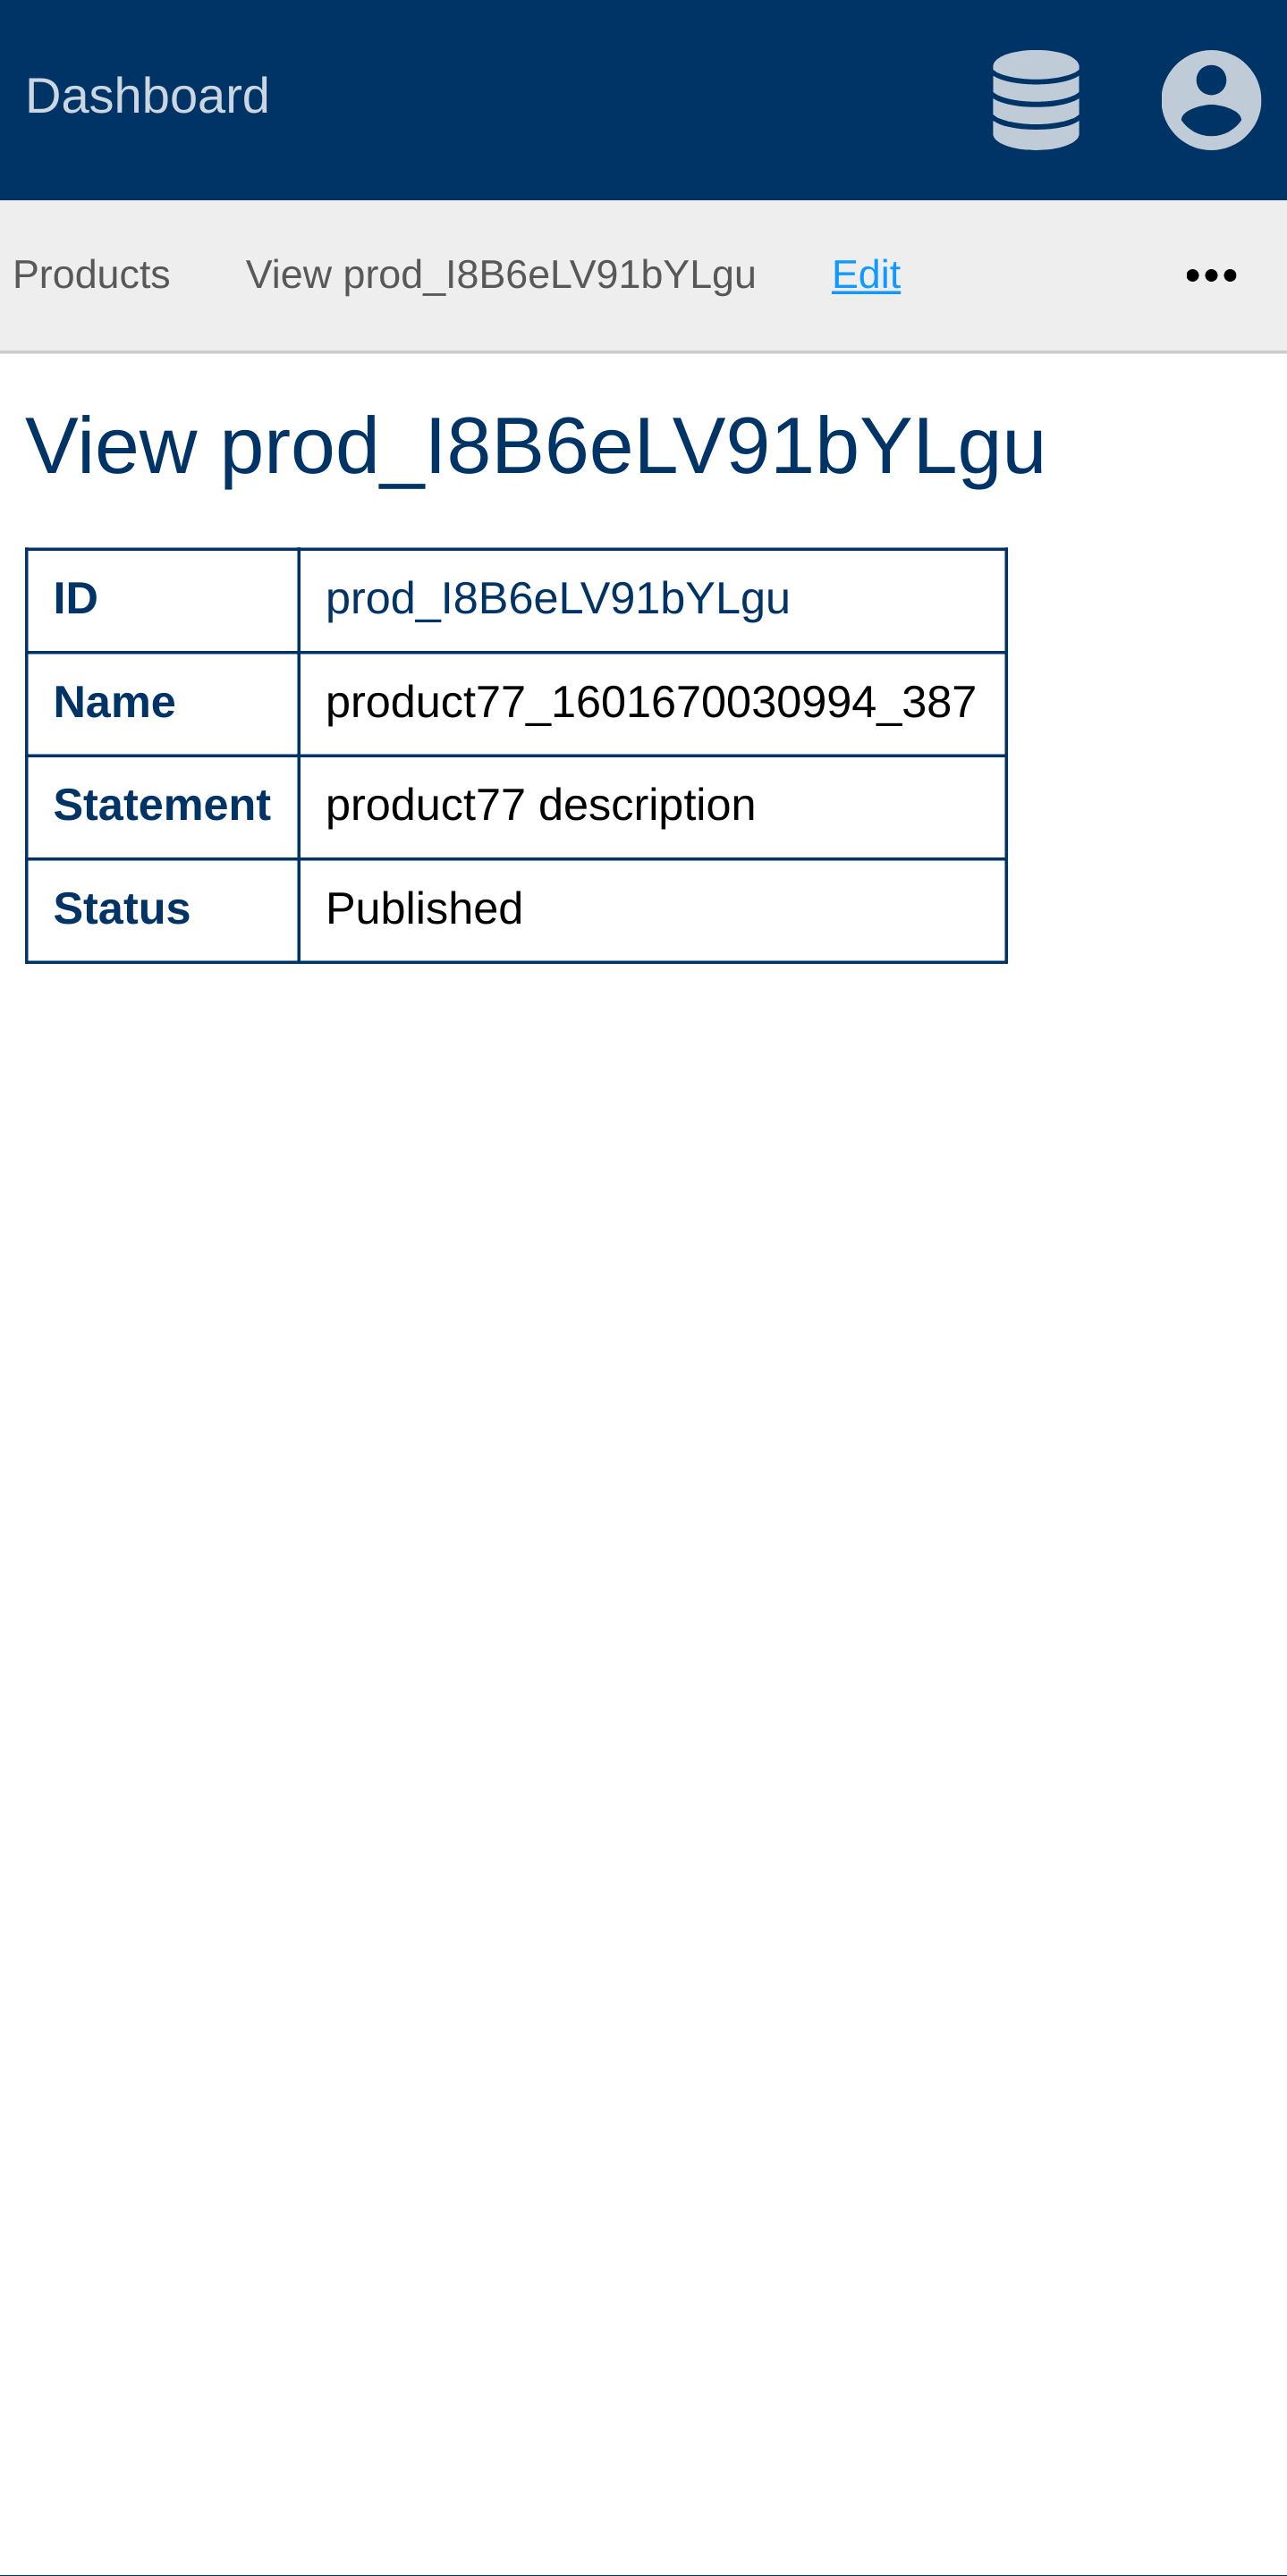 Dashboard
Products View prod_I8B6eLV91bYLgu Edit
View prod_I8B6eLV91bYLgu
ID prod_I8B6eLV91bYLgu
Name product77_1601670030994_387
Statement product77 description
Status Published